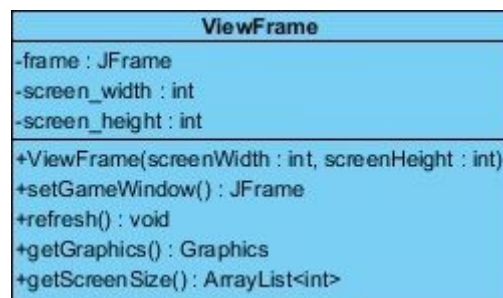 ViewFrame
-frame : JFrame
-screen_width : int
-screen_height : int
+ViewFrame(screenWidth : int, screenHeight : int)
+setGameWindow() : JFrame
+refresh() : void
+getGraphics() : Graphics
+getScreenSize() : ArrayList<int>